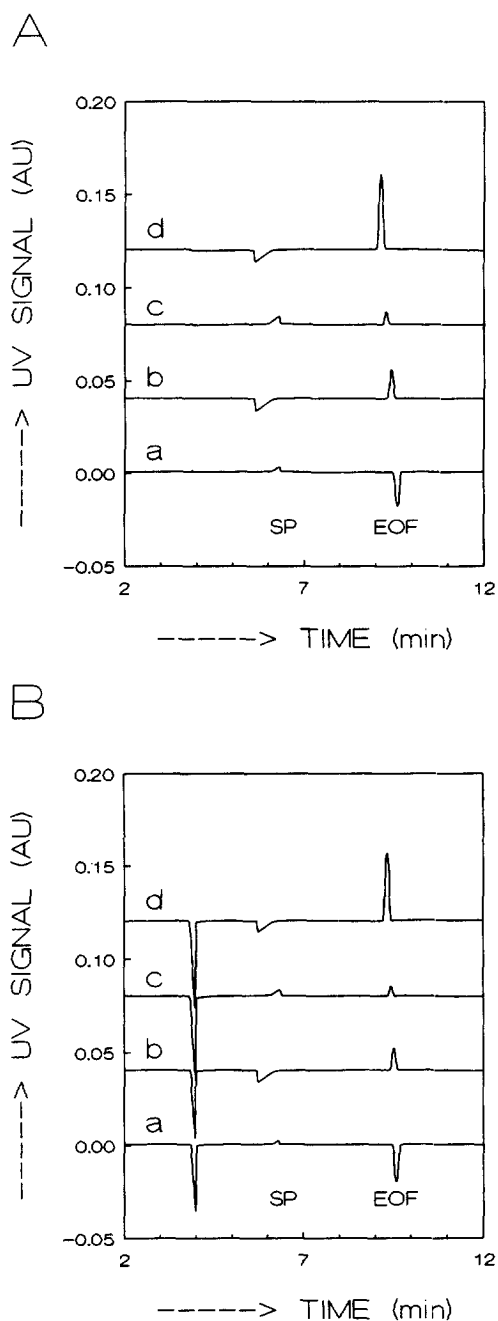 A
0.20
0.15
0.10
0.05
0.00
−0.05
-----> UV SIGNAL (AU)
d
c
b
a
SP EOF
2 7 12
-----> TIME (min)
B
0.20
0.15
0.10
0.05
0.00
−0.05
-----> UV SIGNAL (AU)
d
c
b
a
SP EOF
2 7 12
-----> TIME (min)